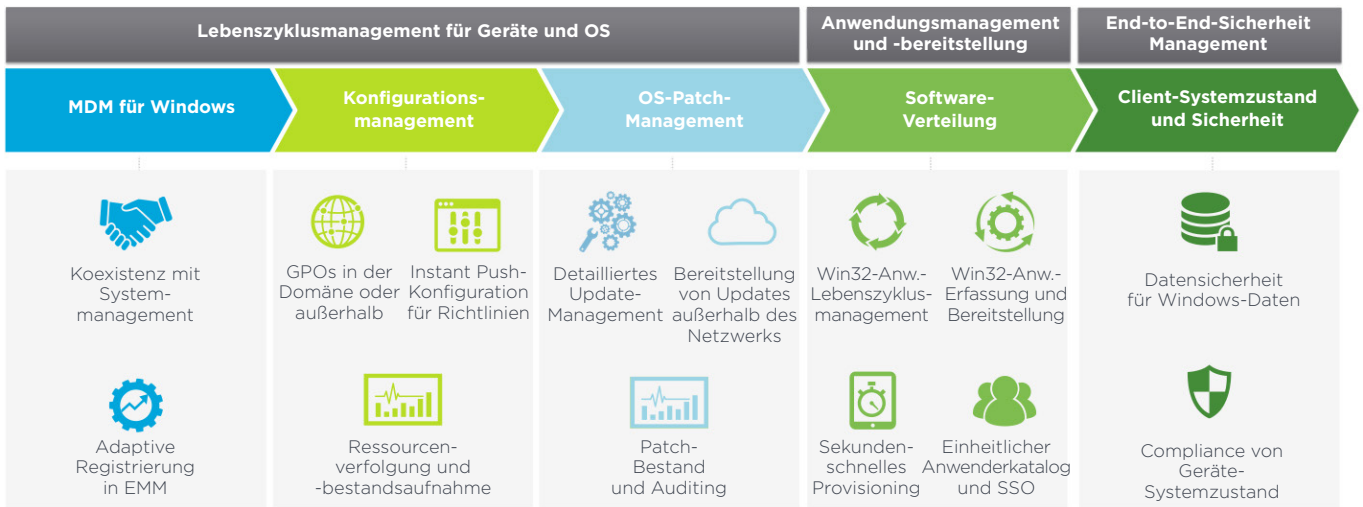 Lebenszyklusmanagement für Geräte und OS
Anwendungsmanagement
und -bereitstellung
End-to-End-Sicherheit
Management
MDM für Windows
Konfigurations-
management
OS-Patch-
Management
Software-
Verteilung
Client-Systemzustand
und Sicherheit
Koexistenz mit
System-
management
Adaptive
Registrierung
in EMM
GPOs in der
Domäne oder
außerhalb
Instant Push-
Konfiguration
für Richtlinien
Ressourcen-
verfolgung und
-bestandsaufnahme
Detailliertes
Update-
Management
Bereitstellung
von Updates
außerhalb des
Netzwerks
Patch-
Bestand
und Auditing
Win32-Anw.-
Lebenszyklus-
management
Win32-Anw.-
Erfassung und
Bereitstellung
Sekunden-
schnelles
Provisioning
Einheitlicher
Anwenderkatalog
und SSO
Datensicherheit
für Windows-Daten
Compliance von
Geräte-
Systemzustand